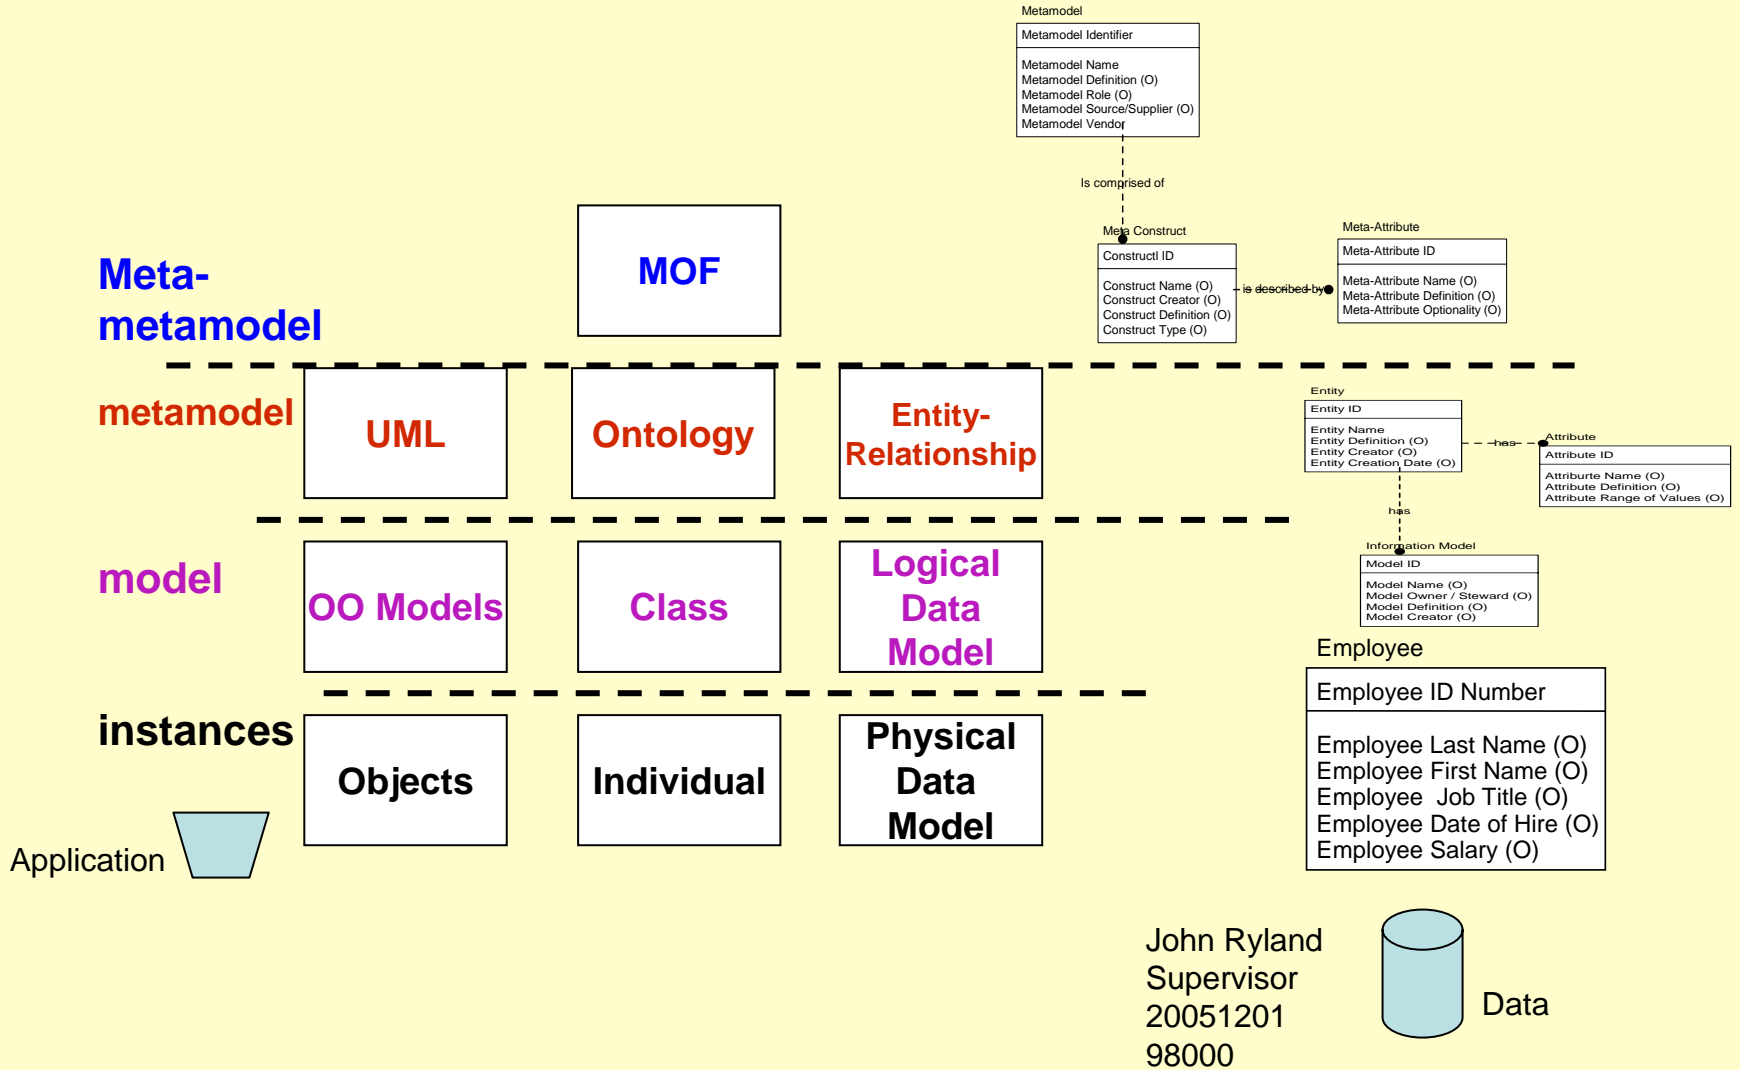 Metamodel
Metamodel Identifier
Metamodel Name
Metamodel Definition (O)
Metamodel Role (O)
Metamodel Source/Supplier (O)
Metamodel Vendor
Is comprised of
Meta Construct
Constructl ID
Construct Name (O)
Construct Creator (O)
Construct Definition (O)
Construct Type (O)
is described by
Meta-Attribute
Meta-Attribute ID
Meta-Attribute Name (O)
Meta-Attribute Definition (O)
Meta-Attribute Optionality (O)
Meta-
metamodel
MOF
metamodel
UML
Ontology
Entity-
Relationship
Entity
Entity ID
Entity Name
Entity Definition (O)
Entity Creator (O)
Entity Creation Date (O)
has
Attribute
Attribute ID
Attriburte Name (O)
Attribute Definition (O)
Attribute Range of Values (O)
has
Information Model
Model ID
Model Name (O)
Model Owner / Steward (O)
Model Definition (O)
Model Creator (O)
model
OO Models
Class
Logical
Data
Model
instances
Objects
Individual
Physical
Data
Model
Employee
Employee ID Number
Employee Last Name (O)
Employee First Name (O)
Employee  Job Title (O)
Employee Date of Hire (O)
Employee Salary (O)
Application
John Ryland
Supervisor
20051201
98000
Data